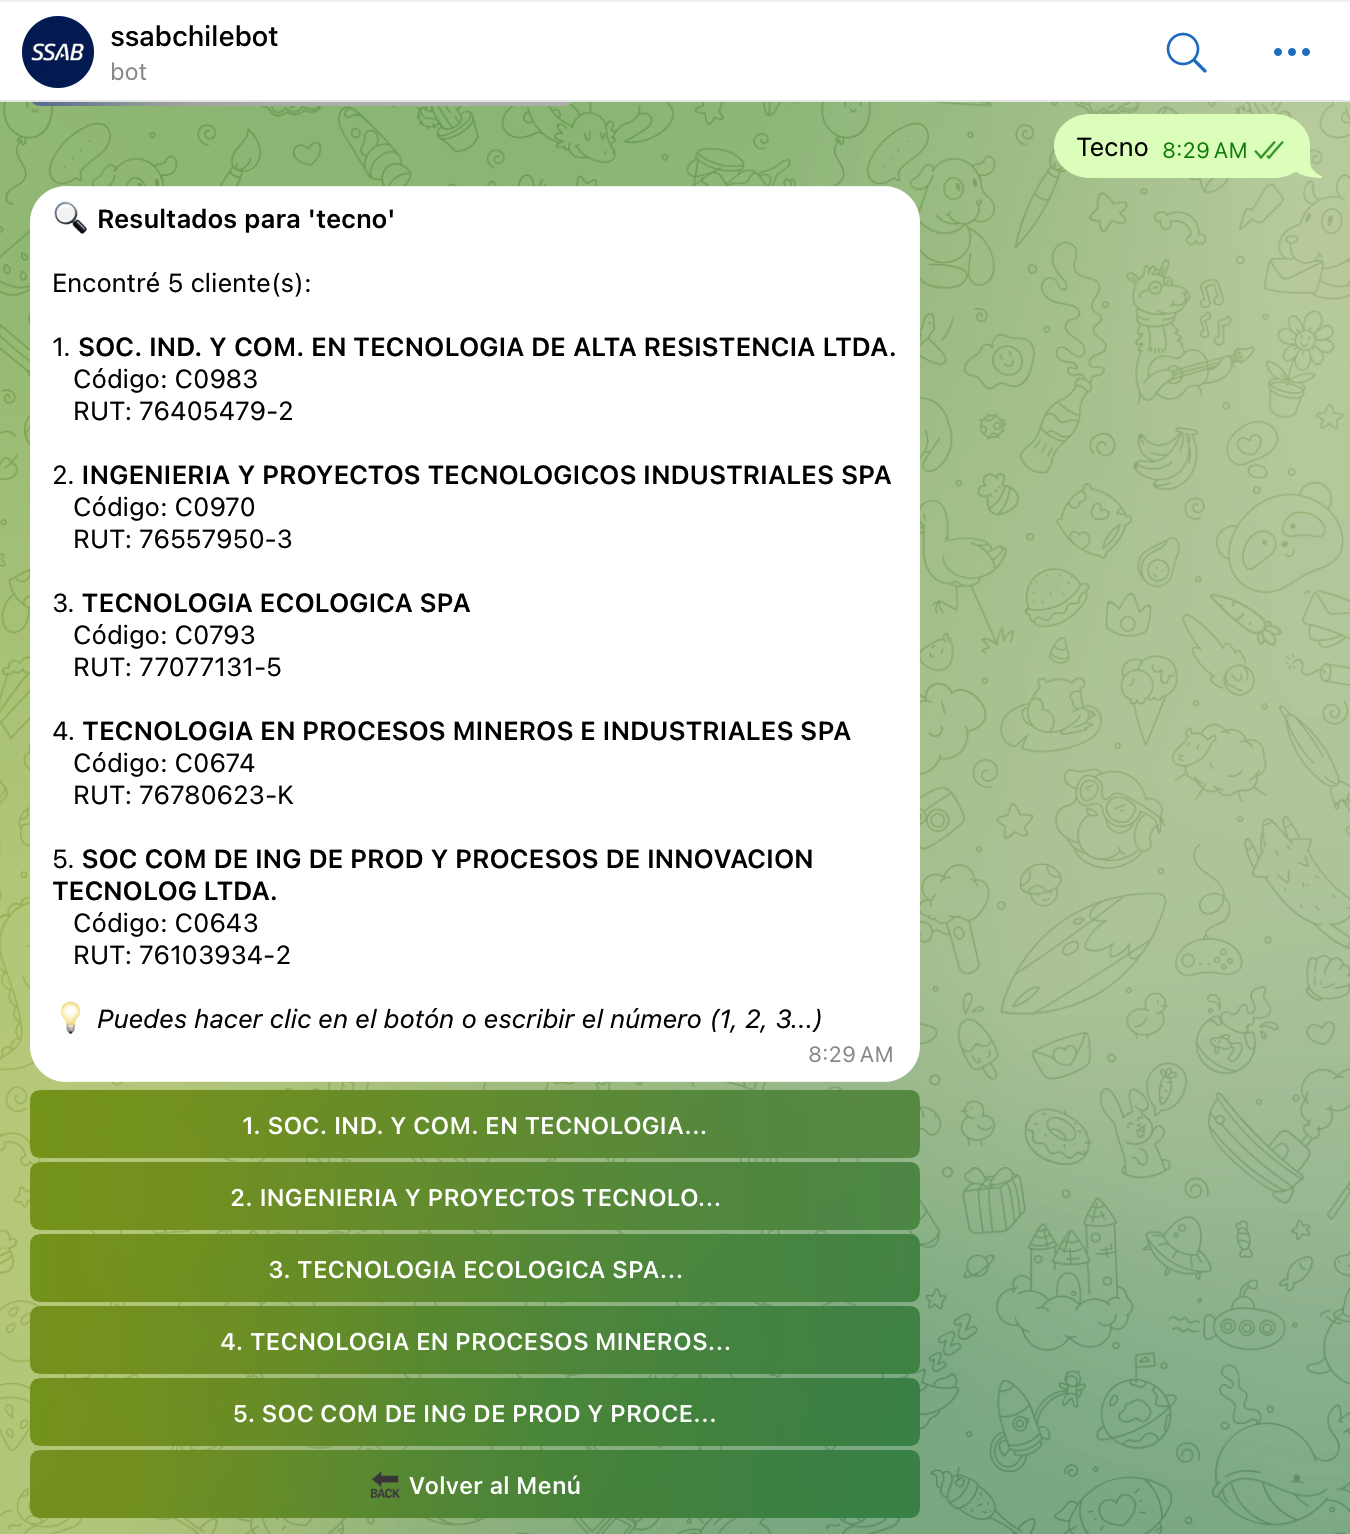 SSAB
ssabchilebot
bot
Tecno 8:29 AM
🔍 Resultados para 'tecno'
Encontré 5 cliente(s):
1. SOC. IND. Y COM. EN TECNOLOGIA DE ALTA RESISTENCIA LTDA.
Código: C0983
RUT: 76405479-2
2. INGENIERIA Y PROYECTOS TECNOLOGICOS INDUSTRIALES SPA
Código: C0970
RUT: 76557950-3
3. TECNOLOGIA ECOLOGICA SPA
Código: C0793
RUT: 77077131-5
4. TECNOLOGIA EN PROCESOS MINEROS E INDUSTRIALES SPA
Código: C0674
RUT: 76780623-K
5. SOC COM DE ING DE PROD Y PROCESOS DE INNOVACION
TECNOLOG LTDA.
Código: C0643
RUT: 76103934-2
💡 Puedes hacer clic en el botón o escribir el número (1, 2, 3...)
8:29 AM
1. SOC. IND. Y COM. EN TECNOLOGIA...
2. INGENIERIA Y PROYECTOS TECNOLO...
3. TECNOLOGIA ECOLOGICA SPA...
4. TECNOLOGIA EN PROCESOS MINEROS...
5. SOC COM DE ING DE PROD Y PROCE...
🔙 Volver al Menú